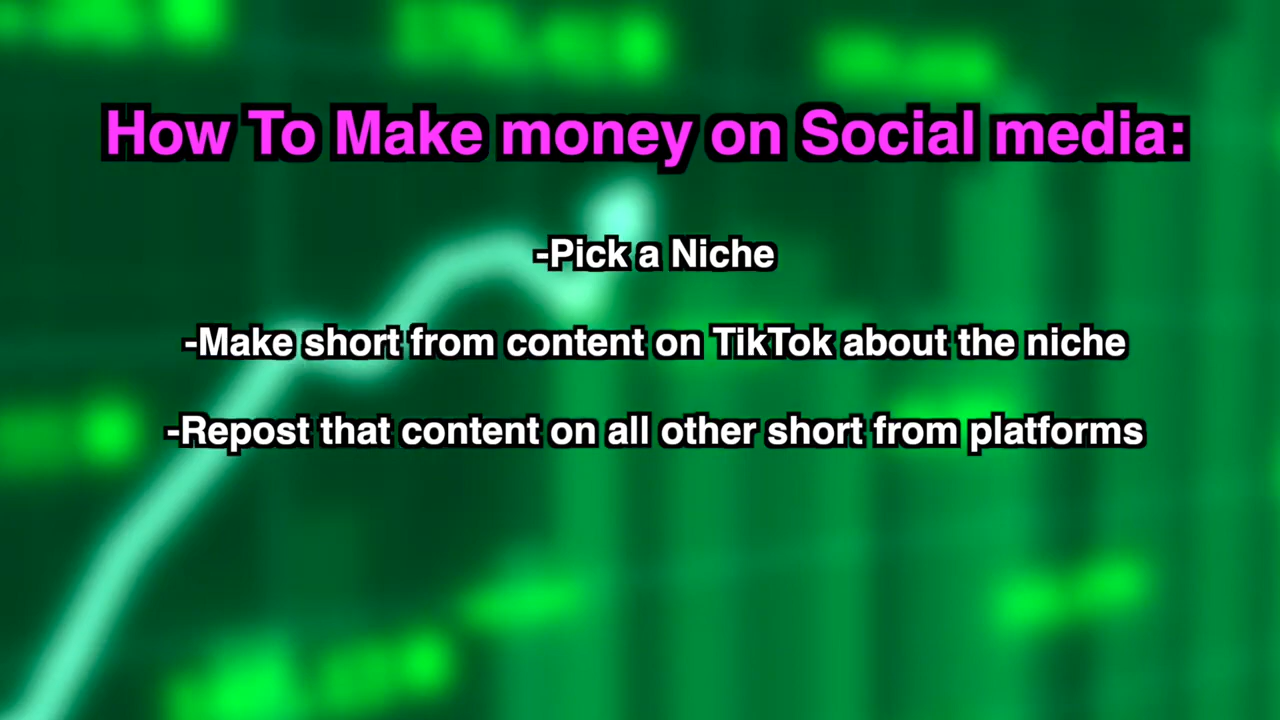 How To Make money on Social media:
-Pick a Niche
-Make short from content on TikTok about the niche
-Repost that content on all other short from platforms